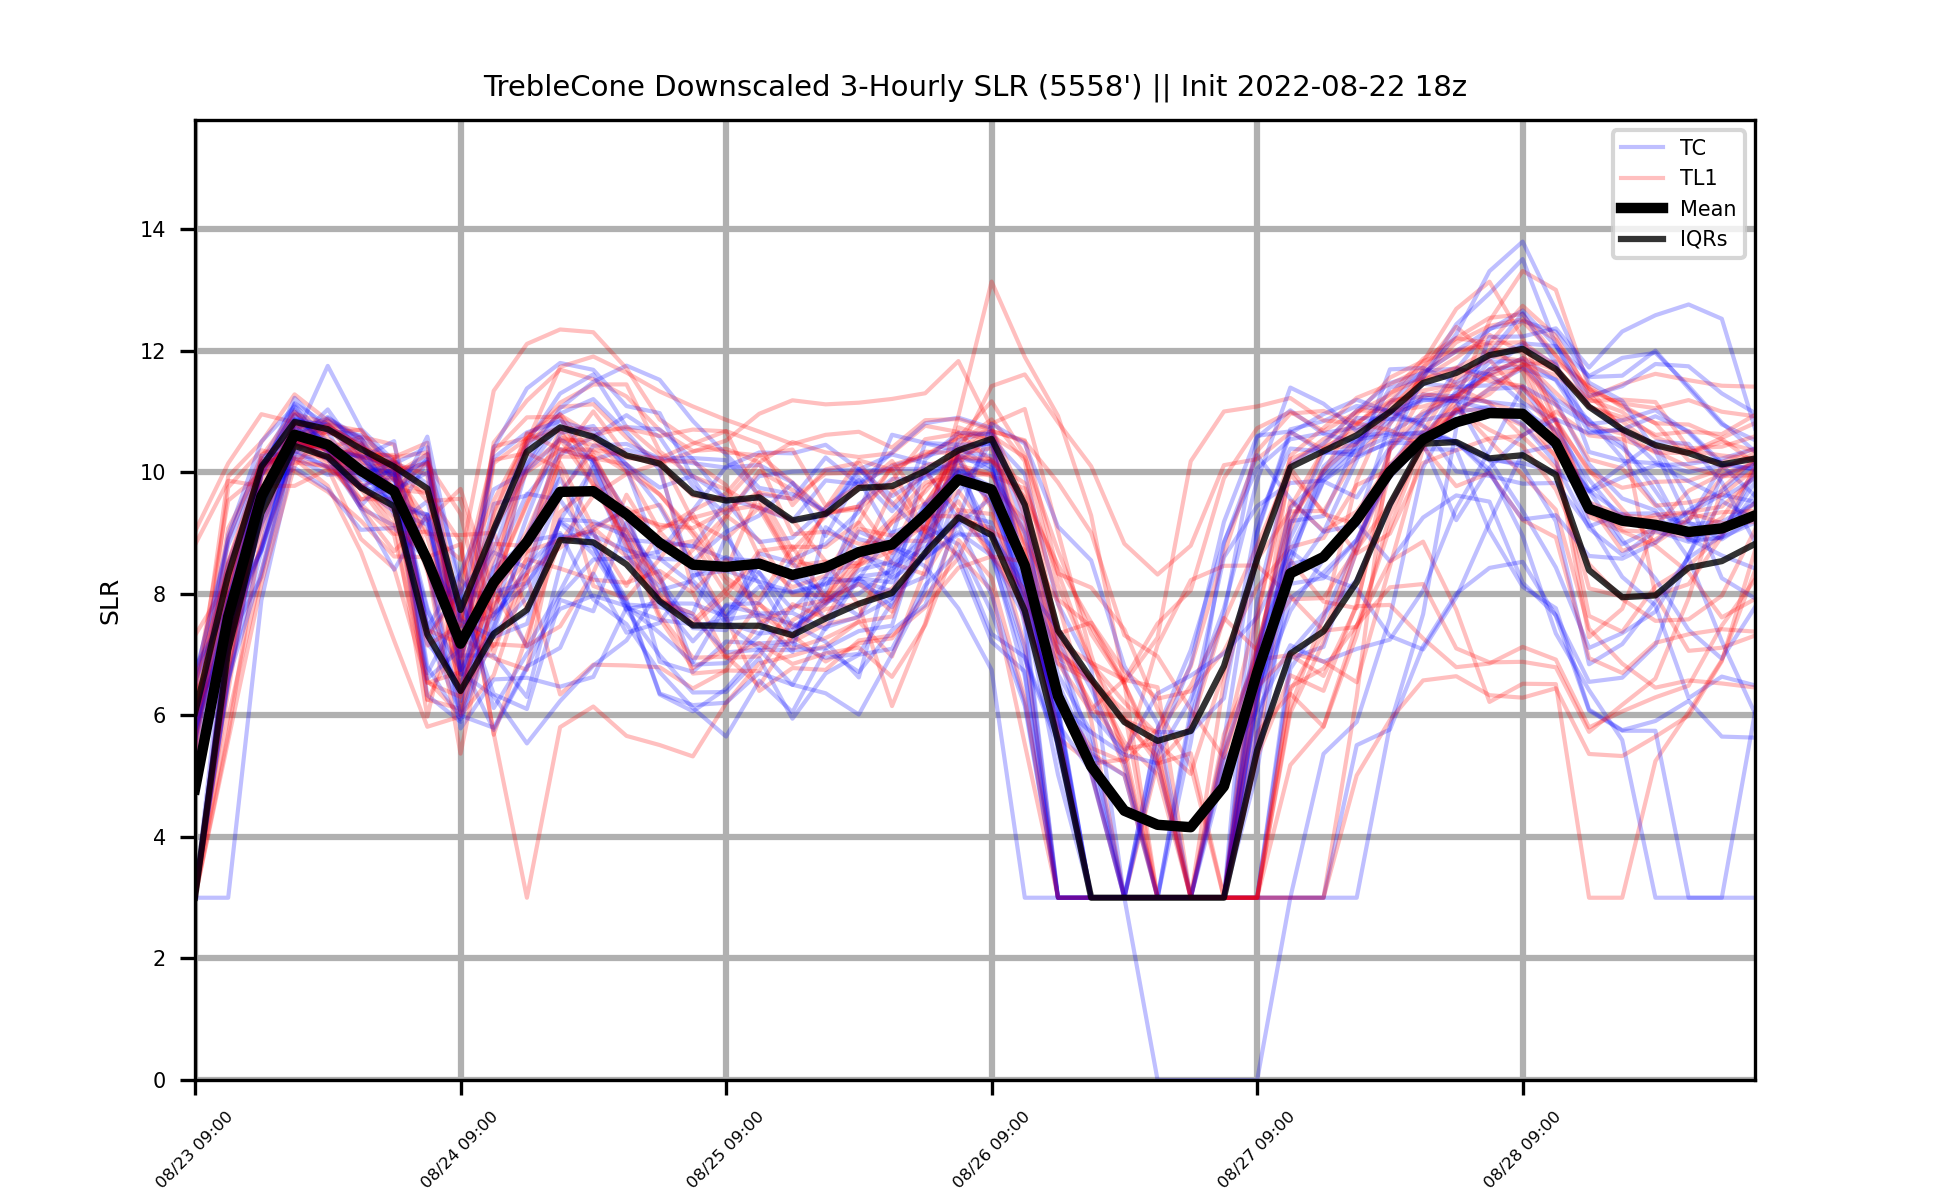 TrebleCone Downscaled 3-Hourly SLR (5558') || Init 2022-08-22 18z
TC
TL1
Mean
IQRs
SLR
14
12
10
8
6
4
2
0
08/23 09:00
08/24 09:00
08/25 09:00
08/26 09:00
08/27 09:00
08/28 09:00